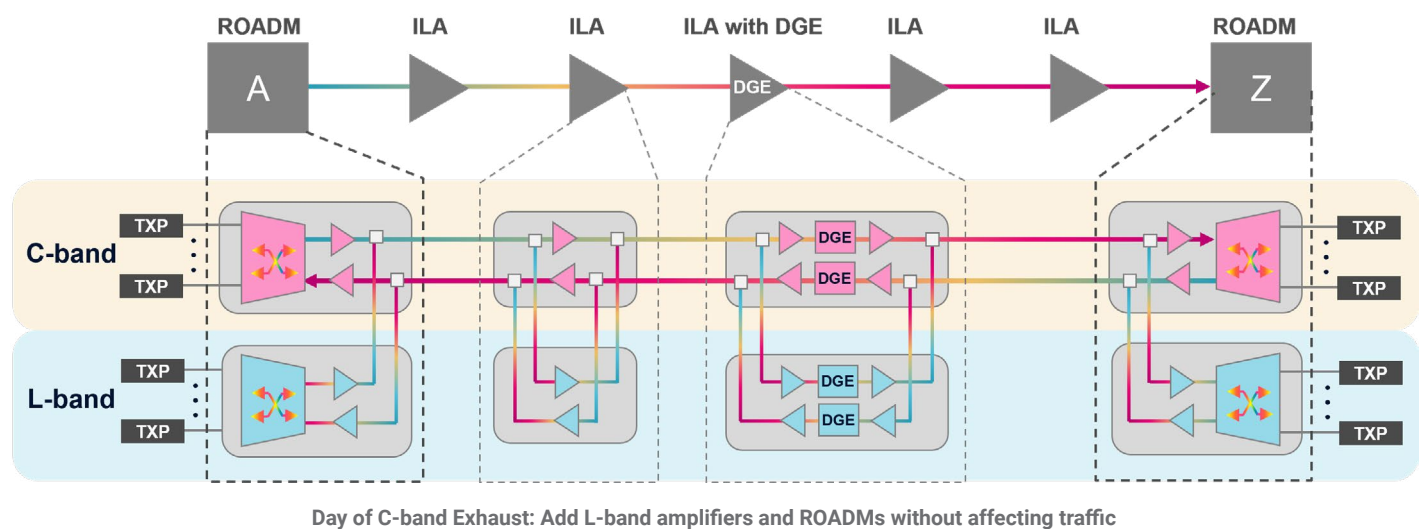 ROADM ILA ILA ILA with DGE ILA ILA ROADM
A DGE Z
C-band
TXP DGE TXP
TXP DGE TXP
L-band
TXP DGE TXP
TXP DGE TXP
Day of C-band Exhaust: Add L-band amplifiers and ROADMs without affecting traffic